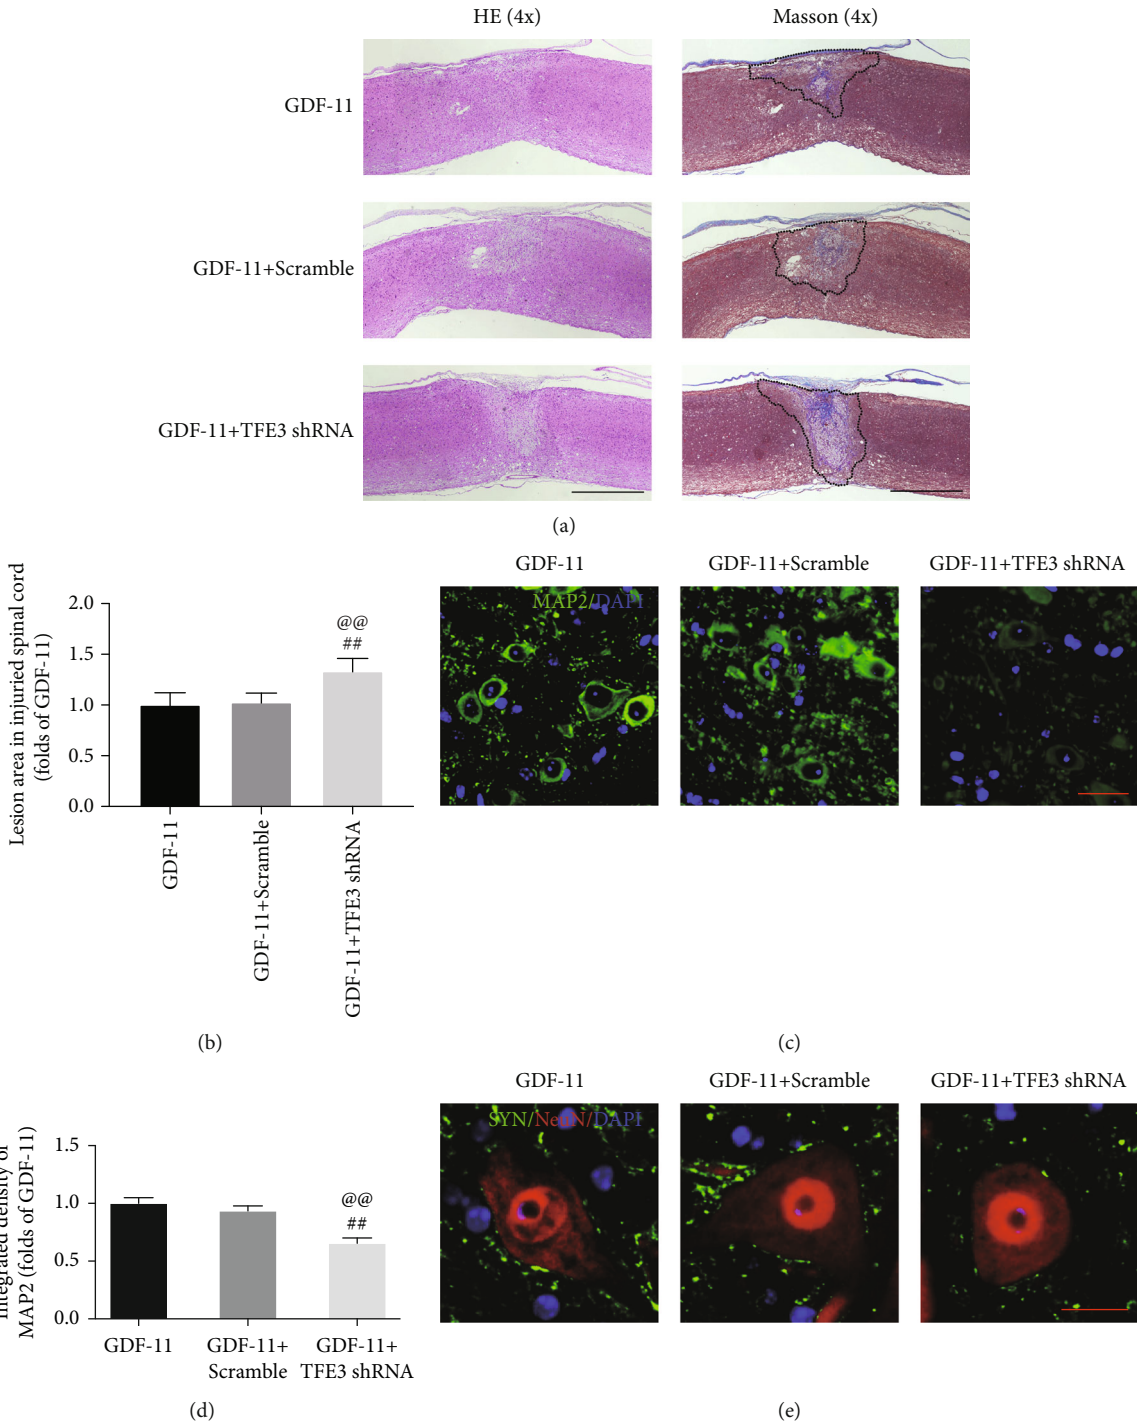 HE (4x)
Masson (4x)
GDF-11
GDF-11+Scramble
GDF-11+TFE3 shRNA
(a)
Lesion area in injuried spinal cord
(folds of GDF-11)
2.0
1.5
1.0
0.5
0.0
@@
##
GDF-11
GDF-11+Scramble
GDF-11+TFE3 shRNA
(b)
GDF-11
GDF-11+Scramble
GDF-11+TFE3 shRNA
MAP2/DAPI
(c)
Integrated density of
MAP2 (folds of GDF-11)
1.5
1.0
0.5
0.0
@@
##
GDF-11
GDF-11+
Scramble
GDF-11+
TFE3 shRNA
(d)
GDF-11
GDF-11+Scramble
GDF-11+TFE3 shRNA
SYN/NeuN/DAPI
(e)